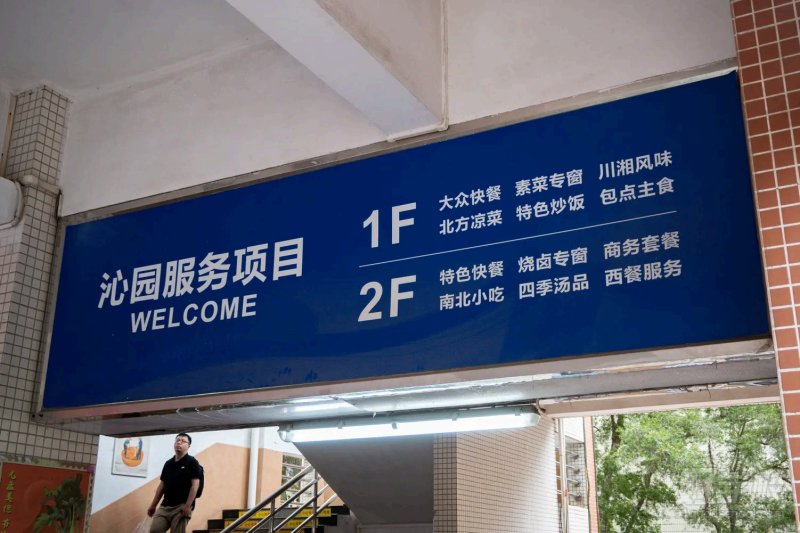 沁园服务项目
WELCOME
1F
大众快餐 素菜专窗 川湘风味
北方凉菜 特色炒饭 包点主食
2F
特色快餐 烧卤专窗 商务套餐
南北小吃 四季汤品 西餐服务